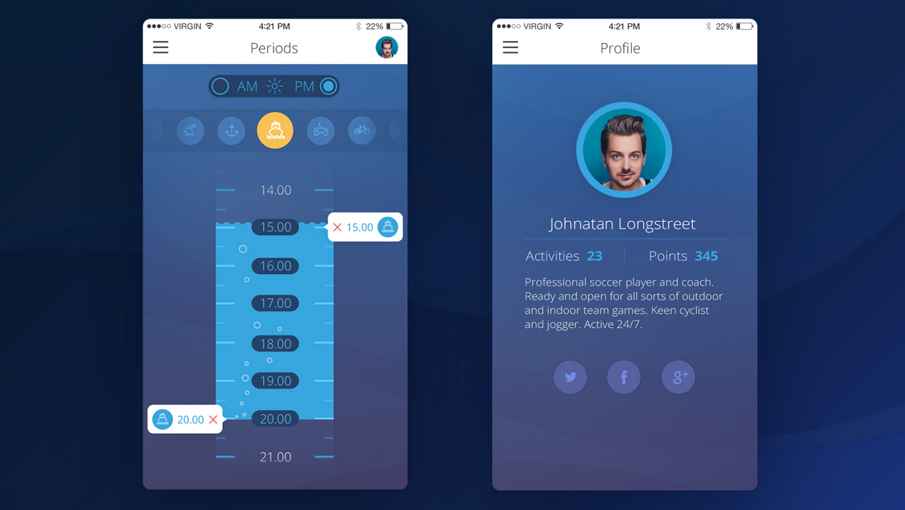 VIRGIN 4:21 PM 22%
Periods
AM PM
14.00
15.00
15.00
16.00
17.00
18.00
19.00
20.00
20.00
21.00
VIRGIN 4:21 PM 22%
Profile
Johnatan Longstreet
Activities 23 Points 345
Professional soccer player and coach.
Ready and open for all sorts of outdoor
and indoor team games. Keen cyclist
and jogger. Active 24/7.
f g+